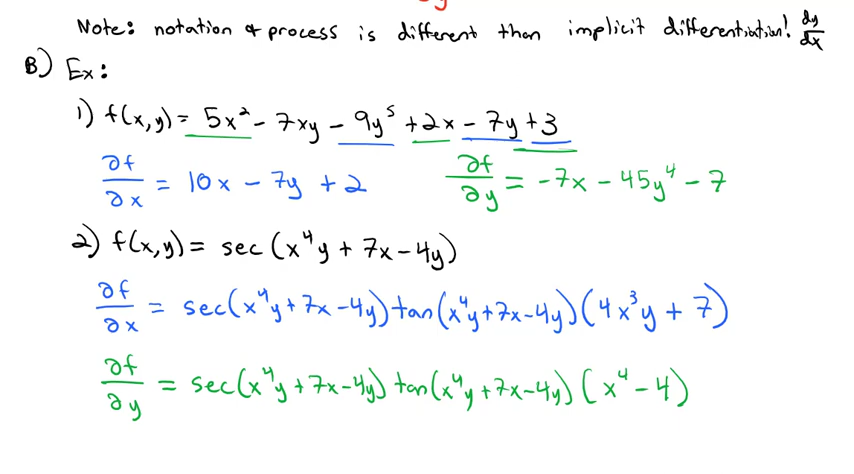 Note: notation & process is different than implicit differentiation! dy/dx
B) Ex:
1) f(x,y) = 5x² - 7xy - 9y⁵ + 2x - 7y + 3
∂f/∂x = 10x - 7y + 2
∂f/∂y = -7x - 45y⁴ - 7
2) f(x,y) = sec(x⁴y + 7x - 4y)
∂f/∂x = sec(x⁴y + 7x - 4y) tan(x⁴y + 7x - 4y)(4x³y + 7)
∂f/∂y = sec(x⁴y + 7x - 4y) tan(x⁴y + 7x - 4y)(x⁴ - 4)